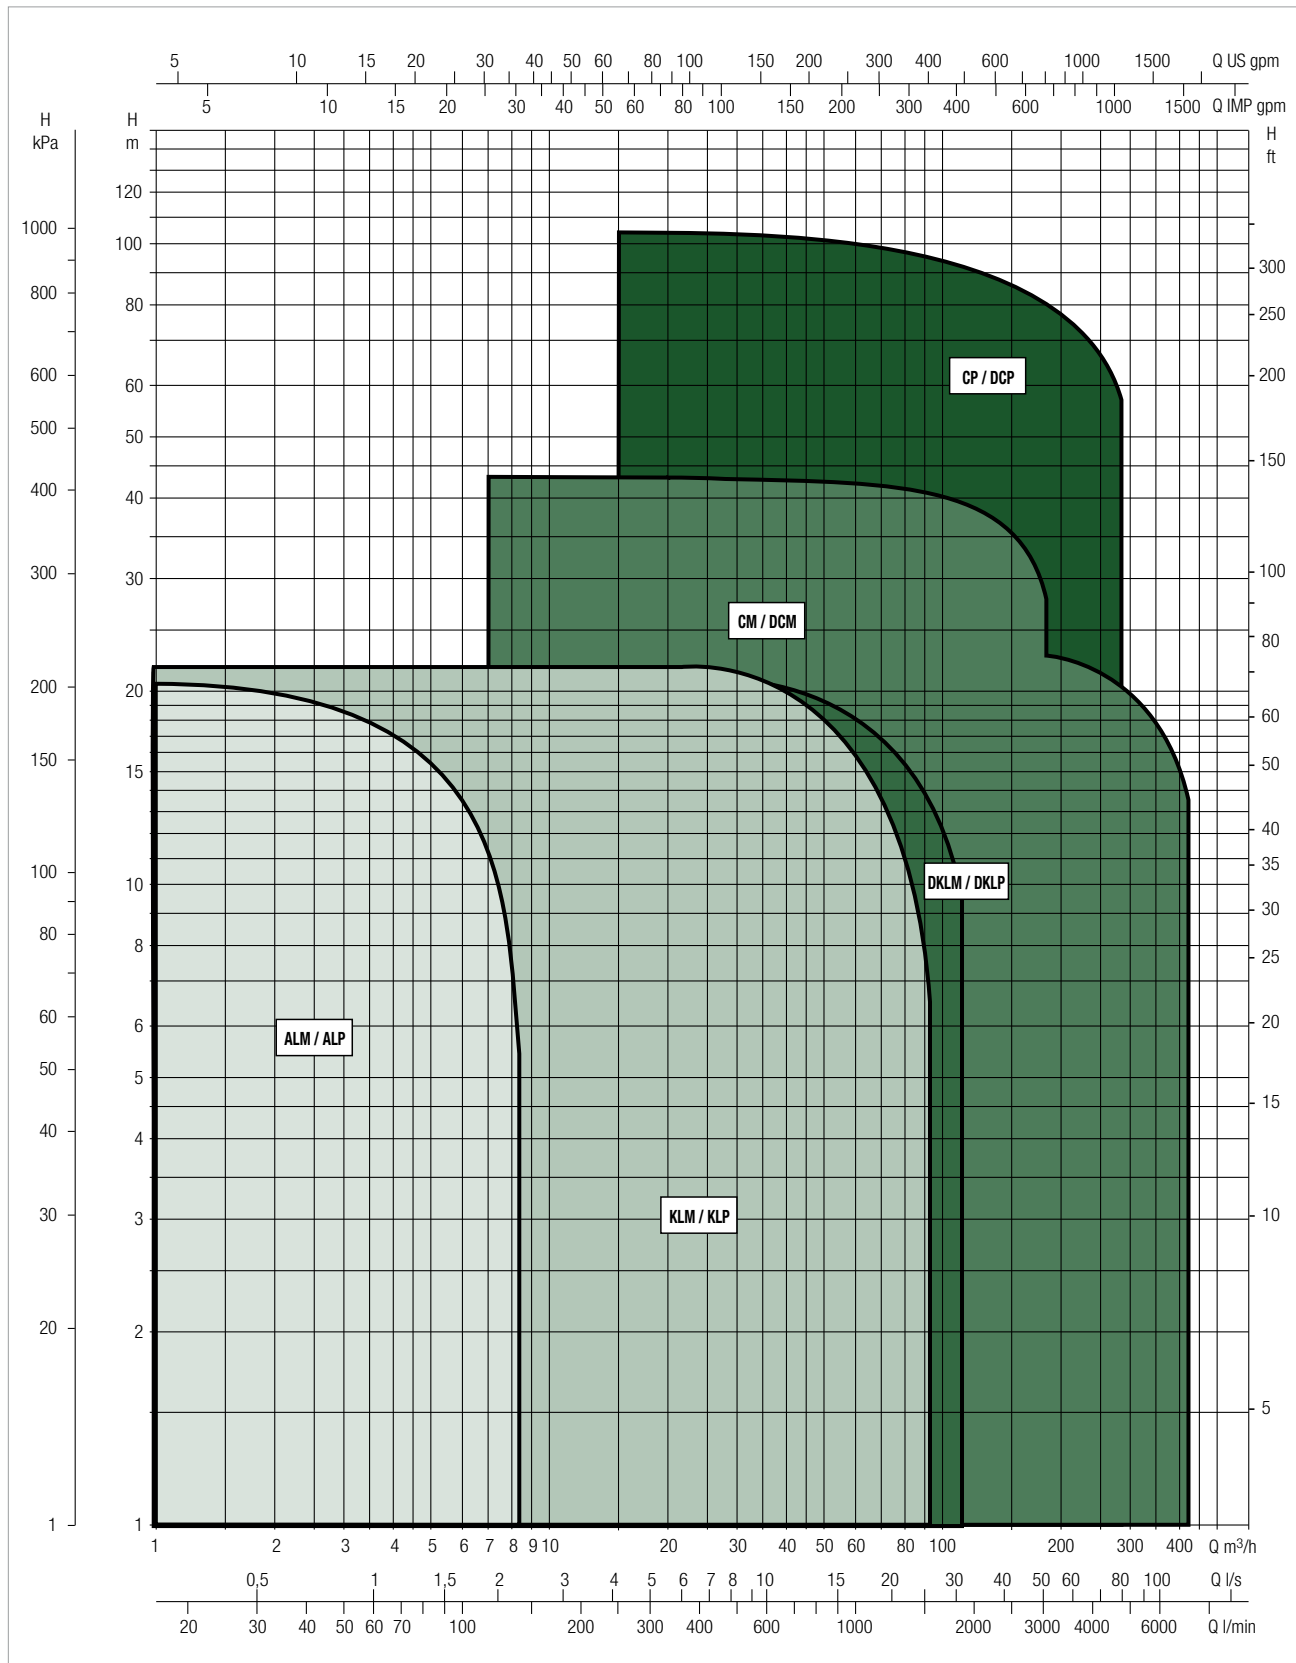 5 10 15 20 30 40 50 60 80 100 150 200 300 400 600 1000 1500 Q US gpm
5 10 15 20 30 40 50 60 80 100 150 200 300 400 600 1000 1500 Q IMP gpm
H H H
kPa m ft
120
1000 100
300
800 80
250
600 60 200
CP / DCP
500 50
150
400 40
300 30 100
CM / DCM
80
200 20
60
150 15 50
40
35
100 10
DKLM / DKLP
30
80 8
25
60 6 20
ALM / ALP
50 5
15
40 4
30 3 10
KLM / KLP
20 2
5
1 1
1 2 3 4 5 6 7 8 9 10 20 30 40 50 60 80 100 200 300 400 Q m³/h
0,5 1 1,5 2 3 4 5 6 7 8 10 15 20 30 40 50 60 80 100 Q l/s
20 30 40 50 60 70 100 200 300 400 600 1000 2000 3000 4000 6000 Q l/min